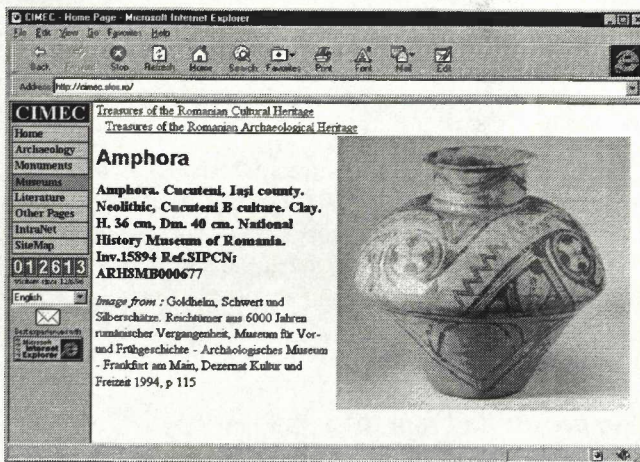 CIMEC - Home Page - Microsoft Internet Explorer
File Edit View Go Favorites Help
Back Stop Refresh Home Search Favorites Print Font Mail Edit
Address http://cimec.sfos.ro/
CIMEC
Home
Archaeology
Monuments
Museums
Literature
Other Pages
IntraNet
SiteMap
012613
English
Microsoft
Internet
Explorer
Treasures of the Romanian Cultural Heritage
Treasures of the Romanian Archaeological Heritage
Amphora
Amphora. Cucuteni, Iaşi county.
Neolithic, Cucuteni B culture. Clay.
H. 36 cm, Dm. 40 cm. National
History Museum of Romania.
Inv.15894 Ref.SIPCN:
ARHSMB000677
Image from : Goldhelm, Schwert und
Silberschätze. Reichtümer aus 6000 Jahren
rumänischer Vergangenheit, Museum für Vor-
und Frühgeschichte - Archäologisches Museum
- Frankfurt am Main, Dezernat Kultur und
Freizeit 1994, p 115